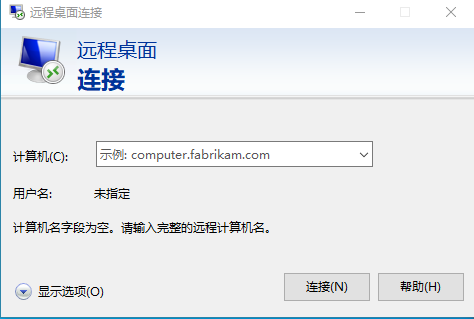 远程桌面连接
远程桌面
连接
计算机(C): 示例: computer.fabrikam.com
用户名: 未指定
计算机名字段为空。请输入完整的远程计算机名。
显示选项(O) 连接(N) 帮助(H)